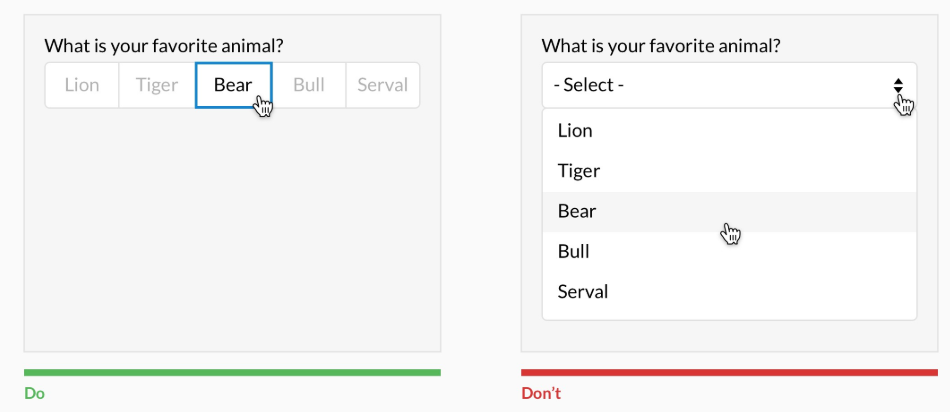 What is your favorite animal?
Lion Tiger Bear Bull Serval
Do
What is your favorite animal?
- Select -
Lion
Tiger
Bear
Bull
Serval
Don't